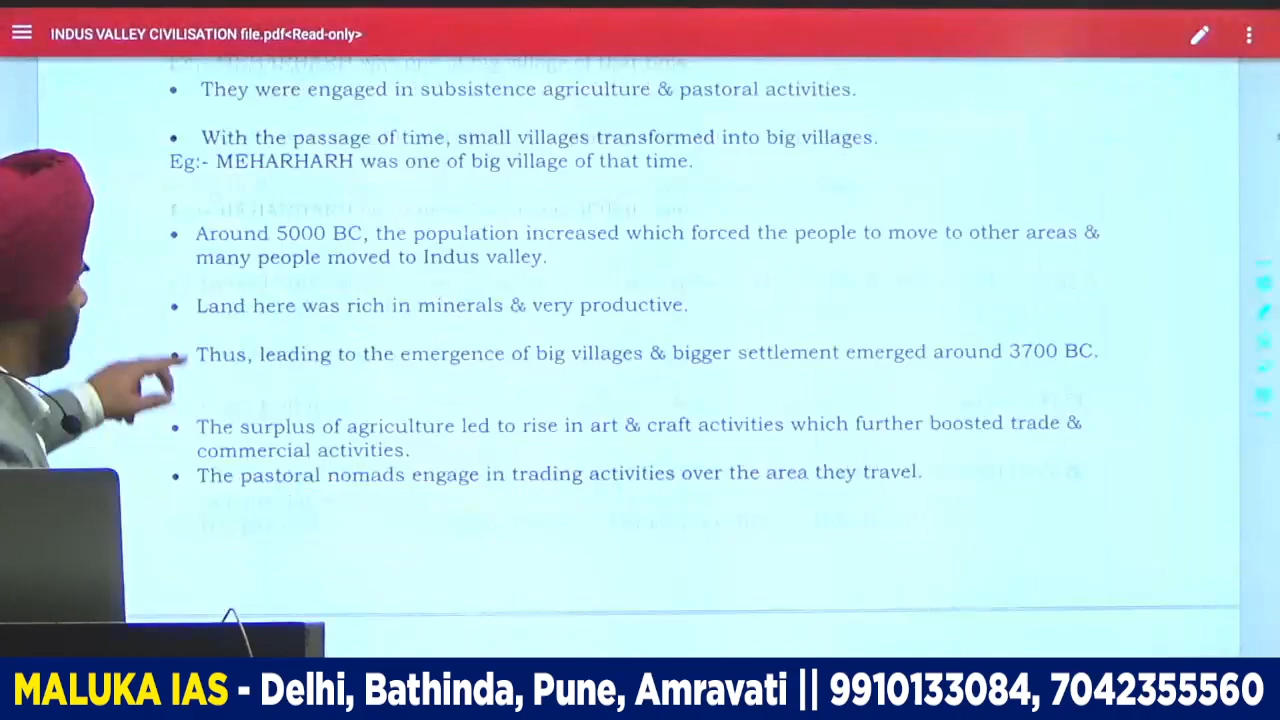 INDUS VALLEY CIVILISATION file.pdf<Read-only>
• They were engaged in subsistence agriculture & pastoral activities.
• With the passage of time, small villages transformed into big villages.
Eg:- MEHARHARH was one of big village of that time.
• Around 5000 BC, the population increased which forced the people to move to other areas &
many people moved to Indus valley.
• Land here was rich in minerals & very productive.
• Thus, leading to the emergence of big villages & bigger settlement emerged around 3700 BC.
• The surplus of agriculture led to rise in art & craft activities which further boosted trade &
commercial activities.
• The pastoral nomads engage in trading activities over the area they travel.
MALUKA IAS - Delhi, Bathinda, Pune, Amravati || 9910133084, 7042355560